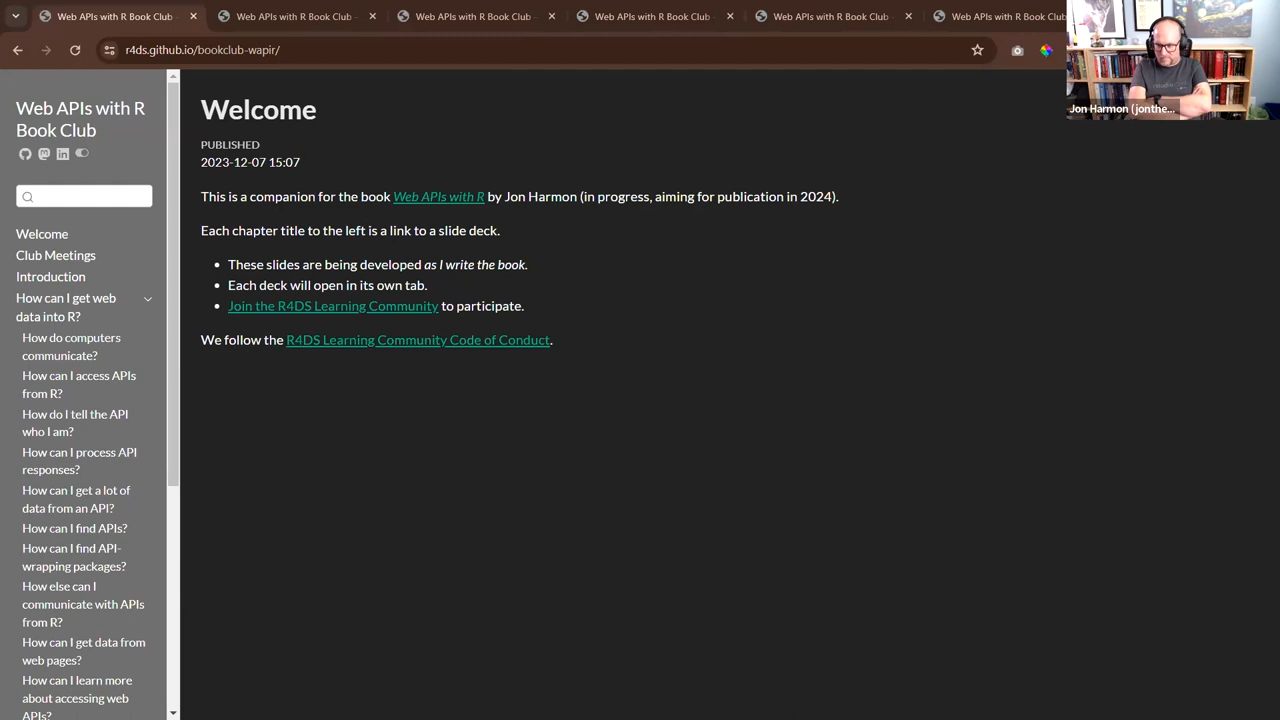 Web APIs with R Book Club
Web APIs with R Book Club
Web APIs with R Book Club
Web APIs with R Book Club
Web APIs with R Book Club
Web APIs with R Book Club
r4ds.github.io/bookclub-wapir/
Jon Harmon (jonthe...
Web APIs with R
Book Club
Welcome
Club Meetings
Introduction
How can I get web
data into R?
How do computers
communicate?
How can I access APIs
from R?
How do I tell the API
who I am?
How can I process API
responses?
How can I get a lot of
data from an API?
How can I find APIs?
How can I find API-
wrapping packages?
How else can I
communicate with APIs
from R?
How can I get data from
web pages?
How can I learn more
about accessing web
APIs?
Welcome
PUBLISHED
2023-12-07 15:07
This is a companion for the book Web APIs with R by Jon Harmon (in progress, aiming for publication in 2024).
Each chapter title to the left is a link to a slide deck.
• These slides are being developed as I write the book.
• Each deck will open in its own tab.
• Join the R4DS Learning Community to participate.
We follow the R4DS Learning Community Code of Conduct.